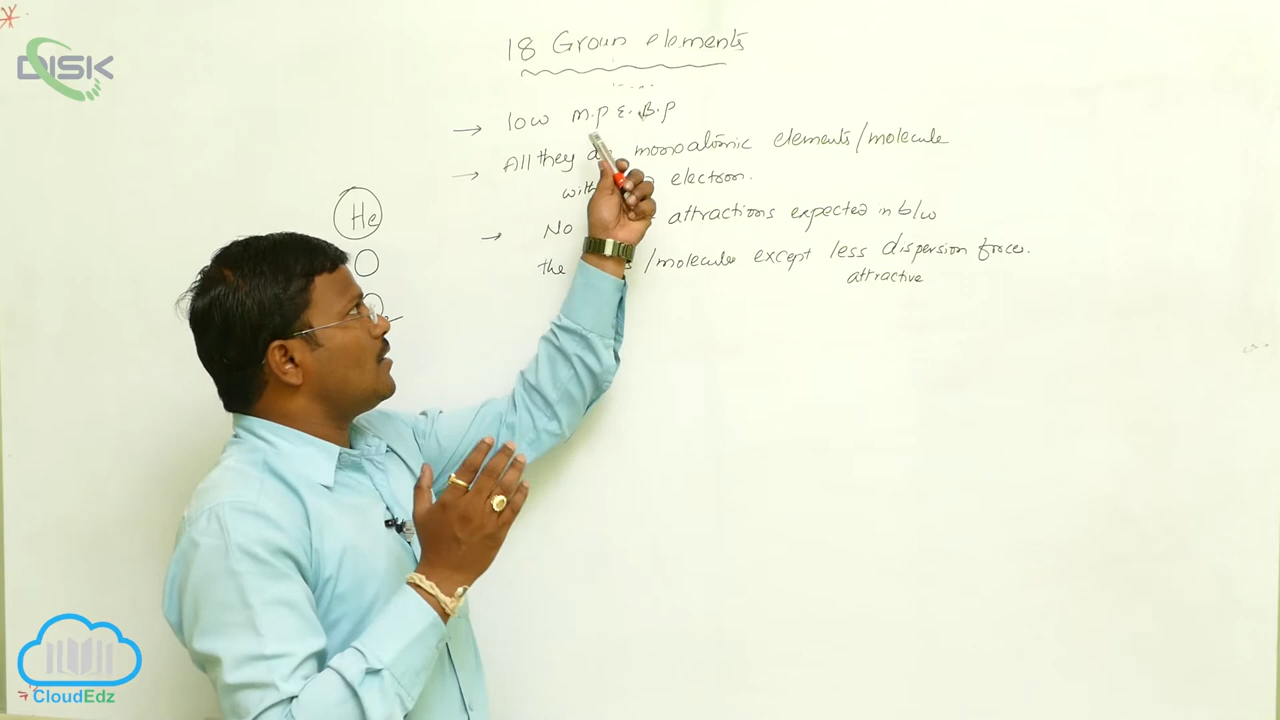 DISK
18 Group elements
→ low M.P & B.P
→ All they monoatomic elements/molecule
with electron.
→ No attractions expected in b/w
the /molecule except less dispersion forces.
attractive
He
CloudEdz